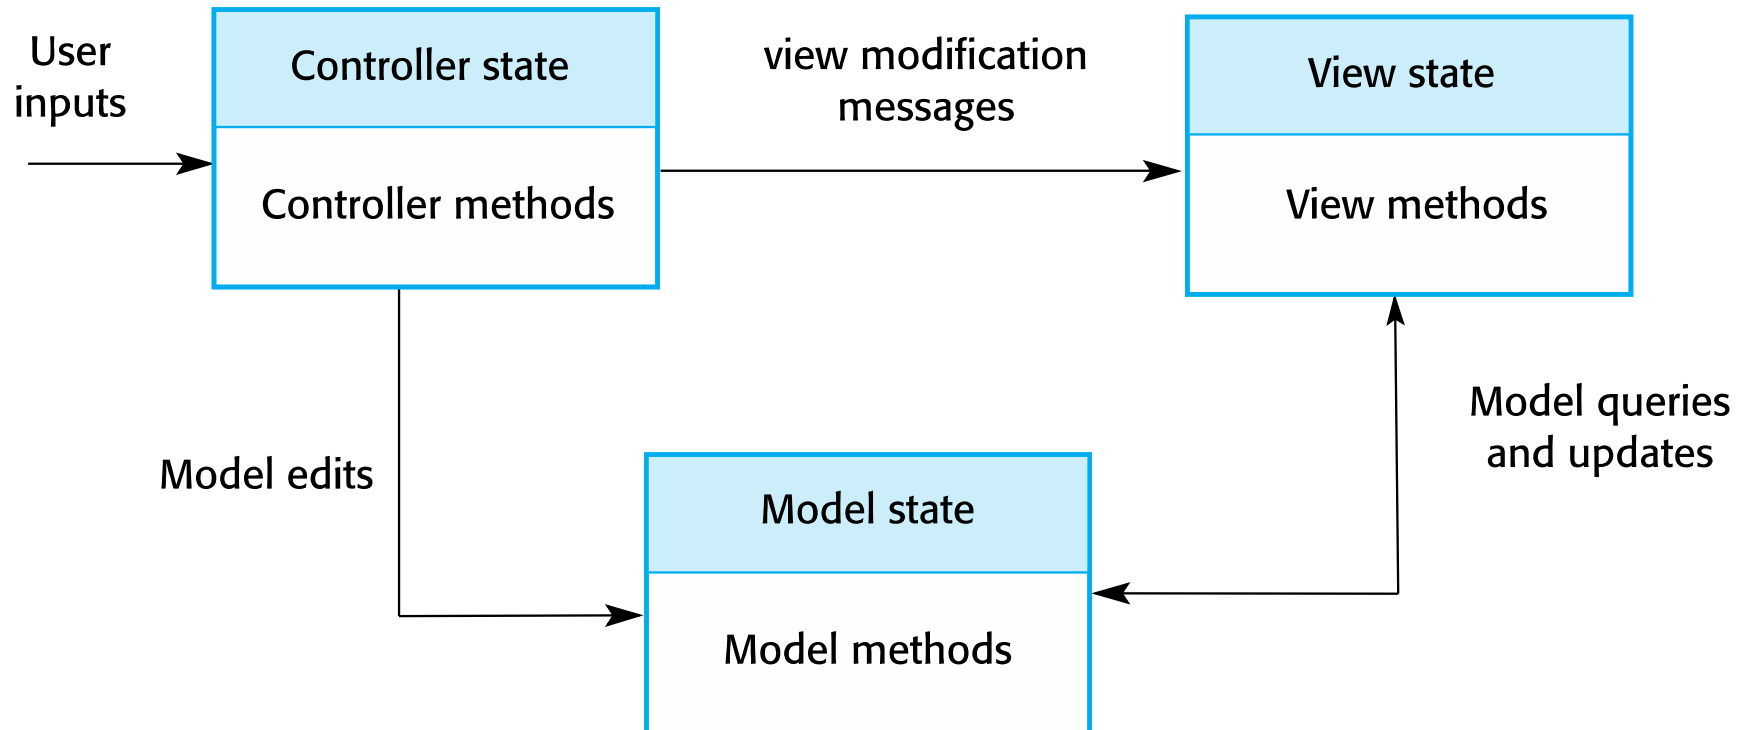 User
inputs
Controller state
Controller methods
view modification
messages
View state
View methods
Model edits
Model state
Model methods
Model queries
and updates